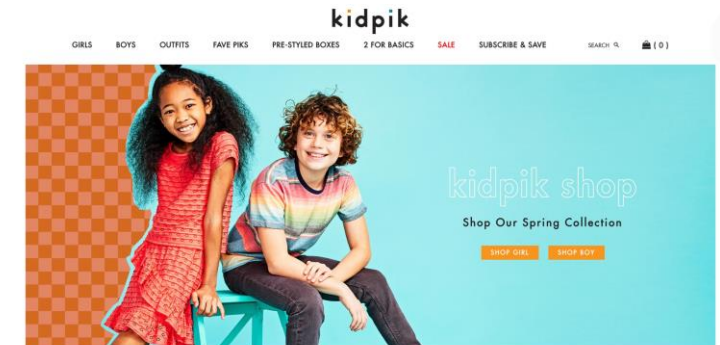 kidpik
GIRLS BOYS OUTFITS FAVE PIKS PRE-STYLED BOXES 2 FOR BASICS SALE SUBSCRIBE & SAVE SEARCH ( 0 )
kidpik shop
Shop Our Spring Collection
SHOP GIRL SHOP BOY